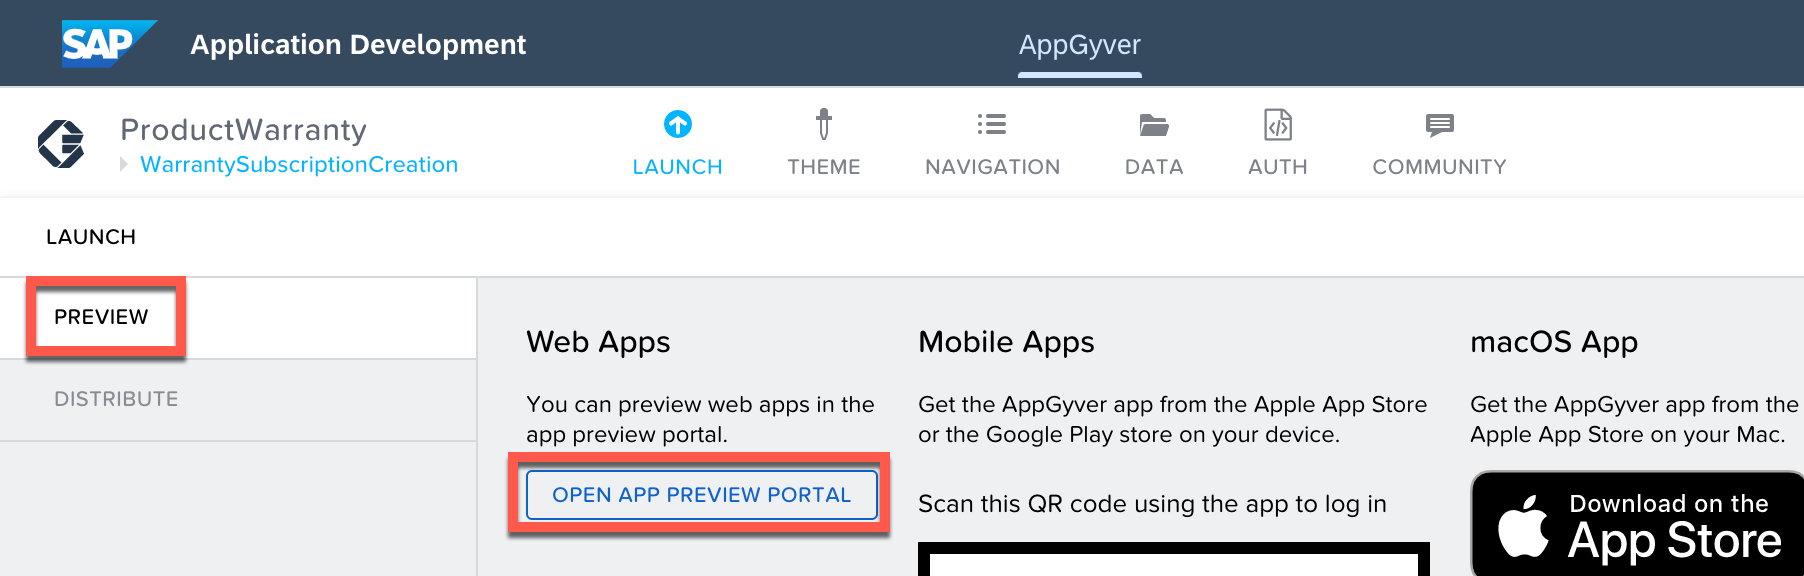 SAP Application Development AppGyver
ProductWarranty
WarrantySubscriptionCreation
LAUNCH THEME NAVIGATION DATA AUTH COMMUNITY
LAUNCH
PREVIEW
DISTRIBUTE
Web Apps
You can preview web apps in the
app preview portal.
OPEN APP PREVIEW PORTAL
Mobile Apps
Get the AppGyver app from the Apple App Store
or the Google Play store on your device.
Scan this QR code using the app to log in
macOS App
Get the AppGyver app from the
Apple App Store on your Mac.
Download on the
App Store